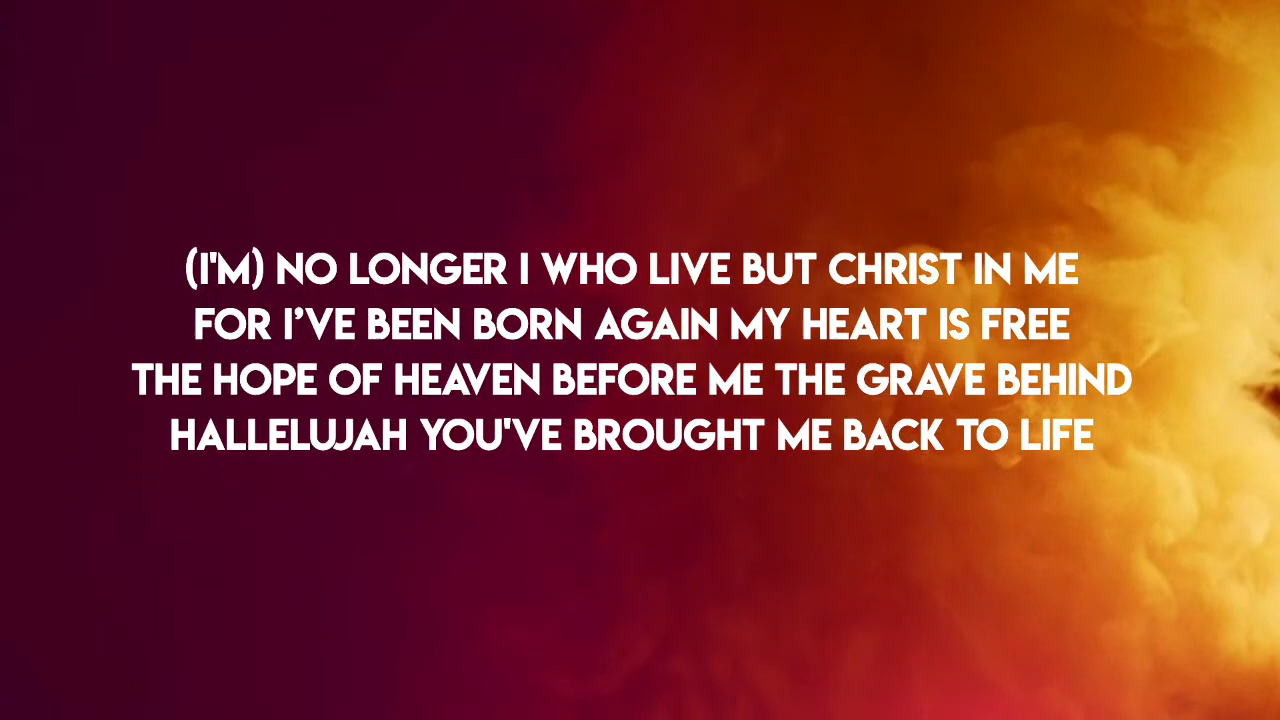 (I'M) NO LONGER I WHO LIVE BUT CHRIST IN ME
FOR I’VE BEEN BORN AGAIN MY HEART IS FREE
THE HOPE OF HEAVEN BEFORE ME THE GRAVE BEHIND
HALLELUJAH YOU'VE BROUGHT ME BACK TO LIFE